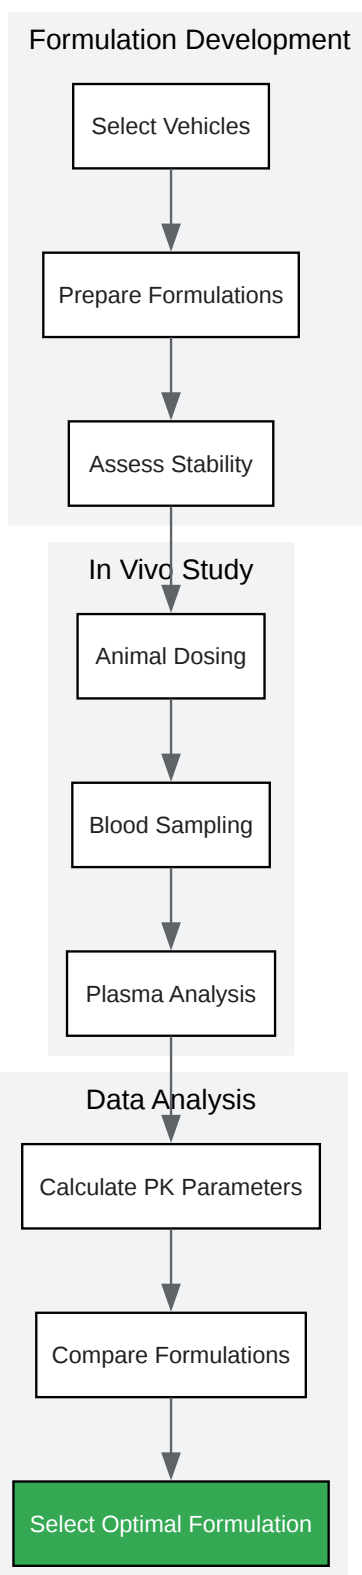 Formulation Development
Select Vehicles
Prepare Formulations
Assess Stability
In Vivo Study
Animal Dosing
Blood Sampling
Plasma Analysis
Data Analysis
Calculate PK Parameters
Compare Formulations
Select Optimal Formulation